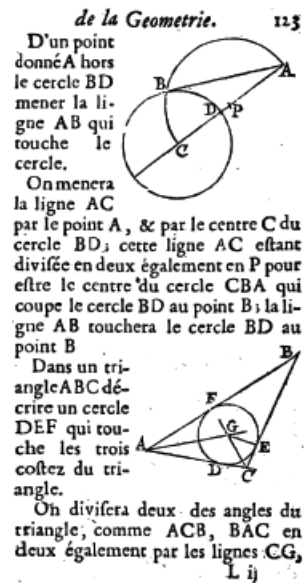 de la Geometrie. 123
D'un point
donné A hors
le cercle BD
mener la li-
gne AB qui
touche le
cercle.
On menera
la ligne AC
par le point A, & par le centre C du
cercle BD; cette ligne AC estant
divisée en deux également en P pour
estre le centre du cercle CBA qui
coupe le cercle BD au point B; la li-
gne AB touchera le cercle BD au
point B
B
A
D
P
C
Dans un tri-
angle ABC dé-
crire un cercle
DEF qui tou-
che les trois
costez du tri-
angle.
B
F
G
A
E
D
C
On divisera deux des angles du
triangle, comme ACB, BAC en
deux également par les lignes CG,
L ij